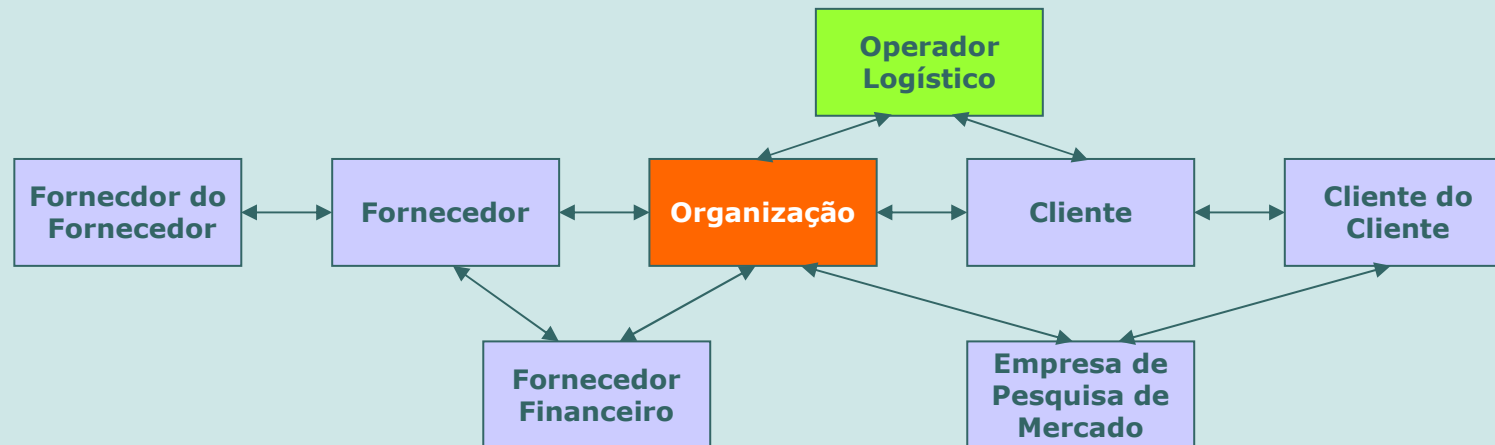 Operador
Logístico
Fornecdor do
Fornecedor
Fornecedor
Organização
Cliente
Cliente do
Cliente
Fornecedor
Financeiro
Empresa de
Pesquisa de
Mercado